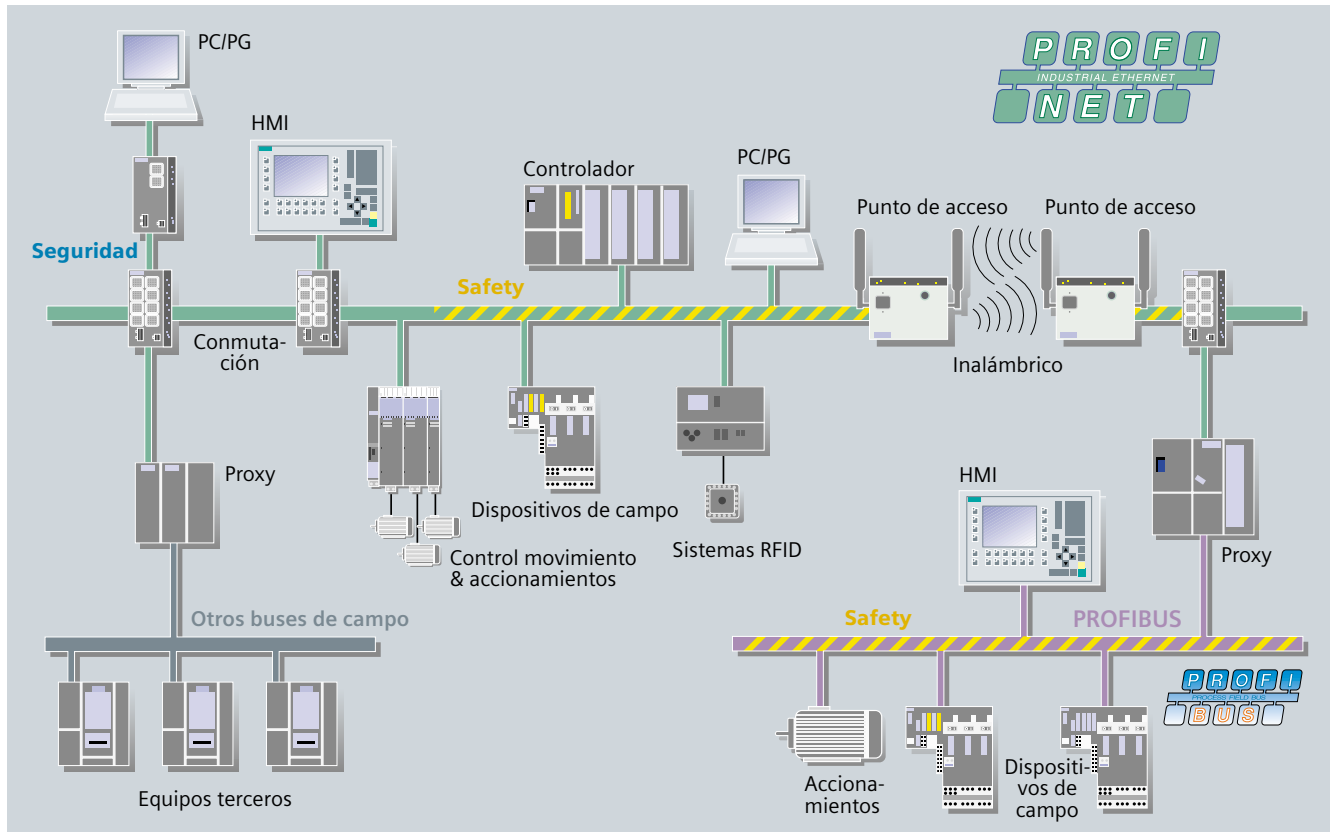 PC/PG
PROFI
INDUSTRIAL ETHERNET
NET
HMI
Controlador
PC/PG
Punto de acceso
Punto de acceso
Seguridad
Safety
Conmuta-
ción
Inalámbrico
Proxy
HMI
Dispositivos de campo
Sistemas RFID
Control movimiento
& accionamientos
Proxy
Otros buses de campo
Safety
PROFIBUS
PROFI
PROCESS FIELD BUS
BUS
Equipos terceros
Acciona-
mientos
Dispositi-
vos de
campo